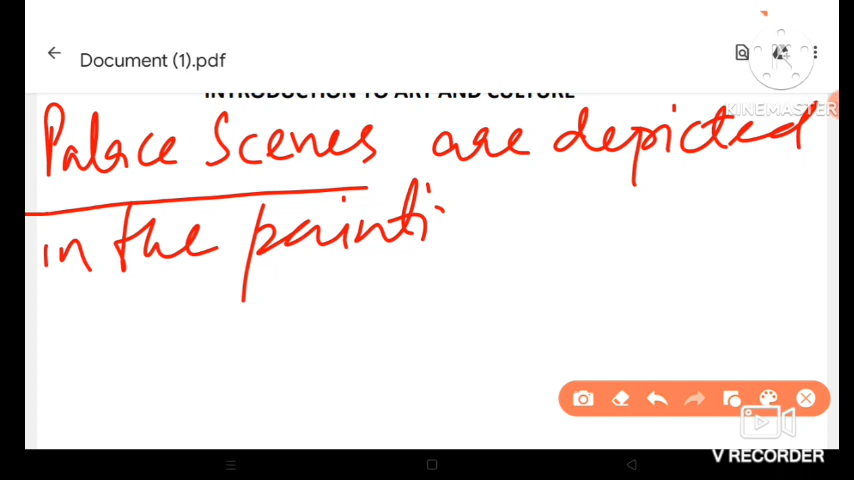 Document (1).pdf
KINEMASTER
INTRODUCTION TO ART AND CULTURE
Palace Scenes are depicted
in the painti
V RECORDER